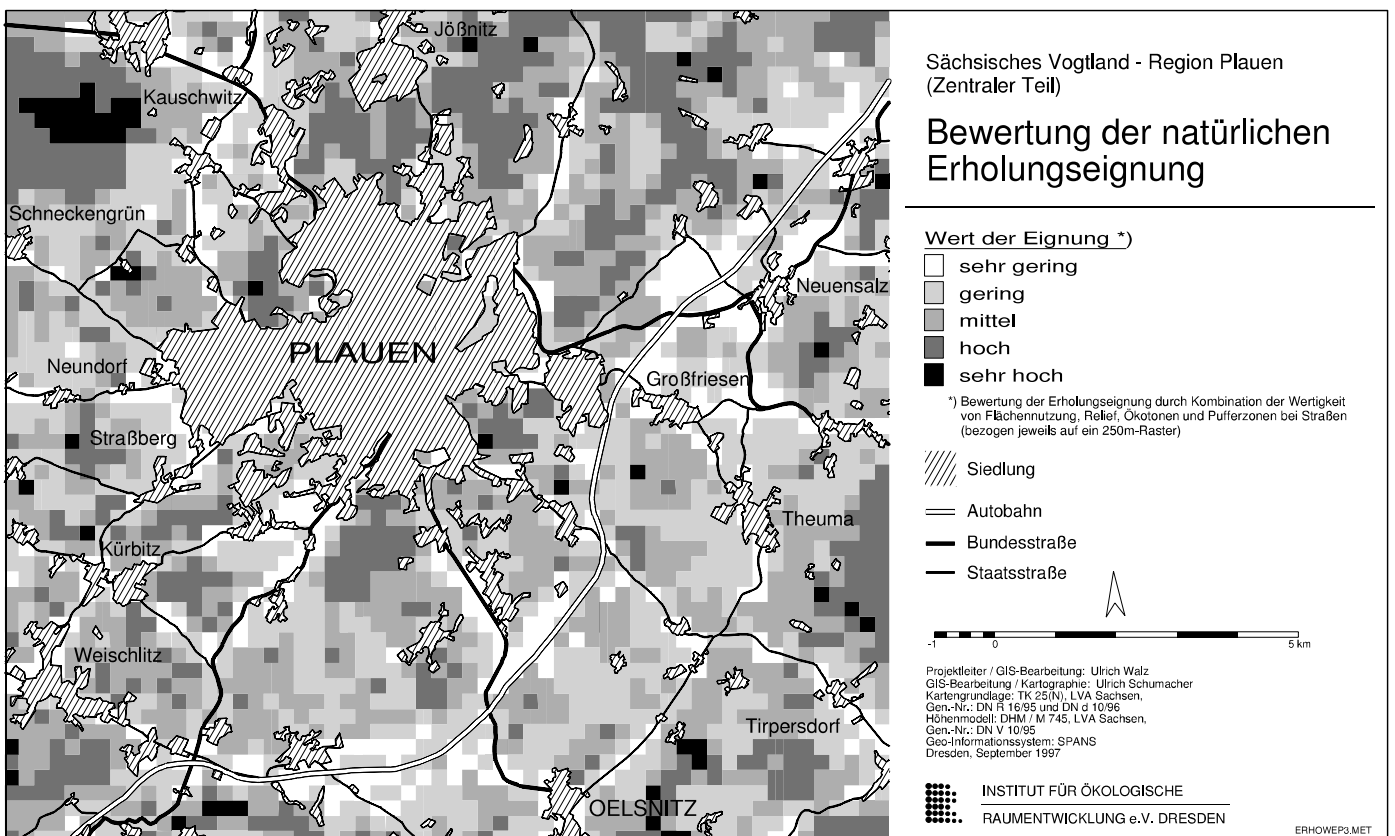 Jößnitz
Kauschwitz
Schneckengrün
Neuensalz
PLAUEN
Neundorf
Großfriesen
Straßberg
Theuma
Kürbitz
Weischlitz
Tirpersdorf
OELSNITZ
Sächsisches Vogtland - Region Plauen
(Zentraler Teil)
Bewertung der natürlichen
Erholungseignung
Wert der Eignung *)
sehr gering
gering
mittel
hoch
sehr hoch
*) Bewertung der Erholungseignung durch Kombination der Wertigkeit
von Flächennutzung, Relief, Ökotonen und Pufferzonen bei Straßen
(bezogen jeweils auf ein 250m-Raster)
Siedlung
Autobahn
Bundesstraße
Staatsstraße
-1 0 5 km
Projektleiter / GIS-Bearbeitung: Ulrich Walz
GIS-Bearbeitung / Kartographie: Ulrich Schumacher
Kartengrundlage: TK 25(N), LVA Sachsen,
Gen.-Nr.: DN R 16/95 und DN d 10/96
Höhenmodell: DHM / M 745, LVA Sachsen,
Gen.-Nr.: DN V 10/95
Geo-Informationssystem: SPANS
Dresden, September 1997
INSTITUT FÜR ÖKOLOGISCHE
RAUMENTWICKLUNG e.V. DRESDEN
ERHOWEP3.MET